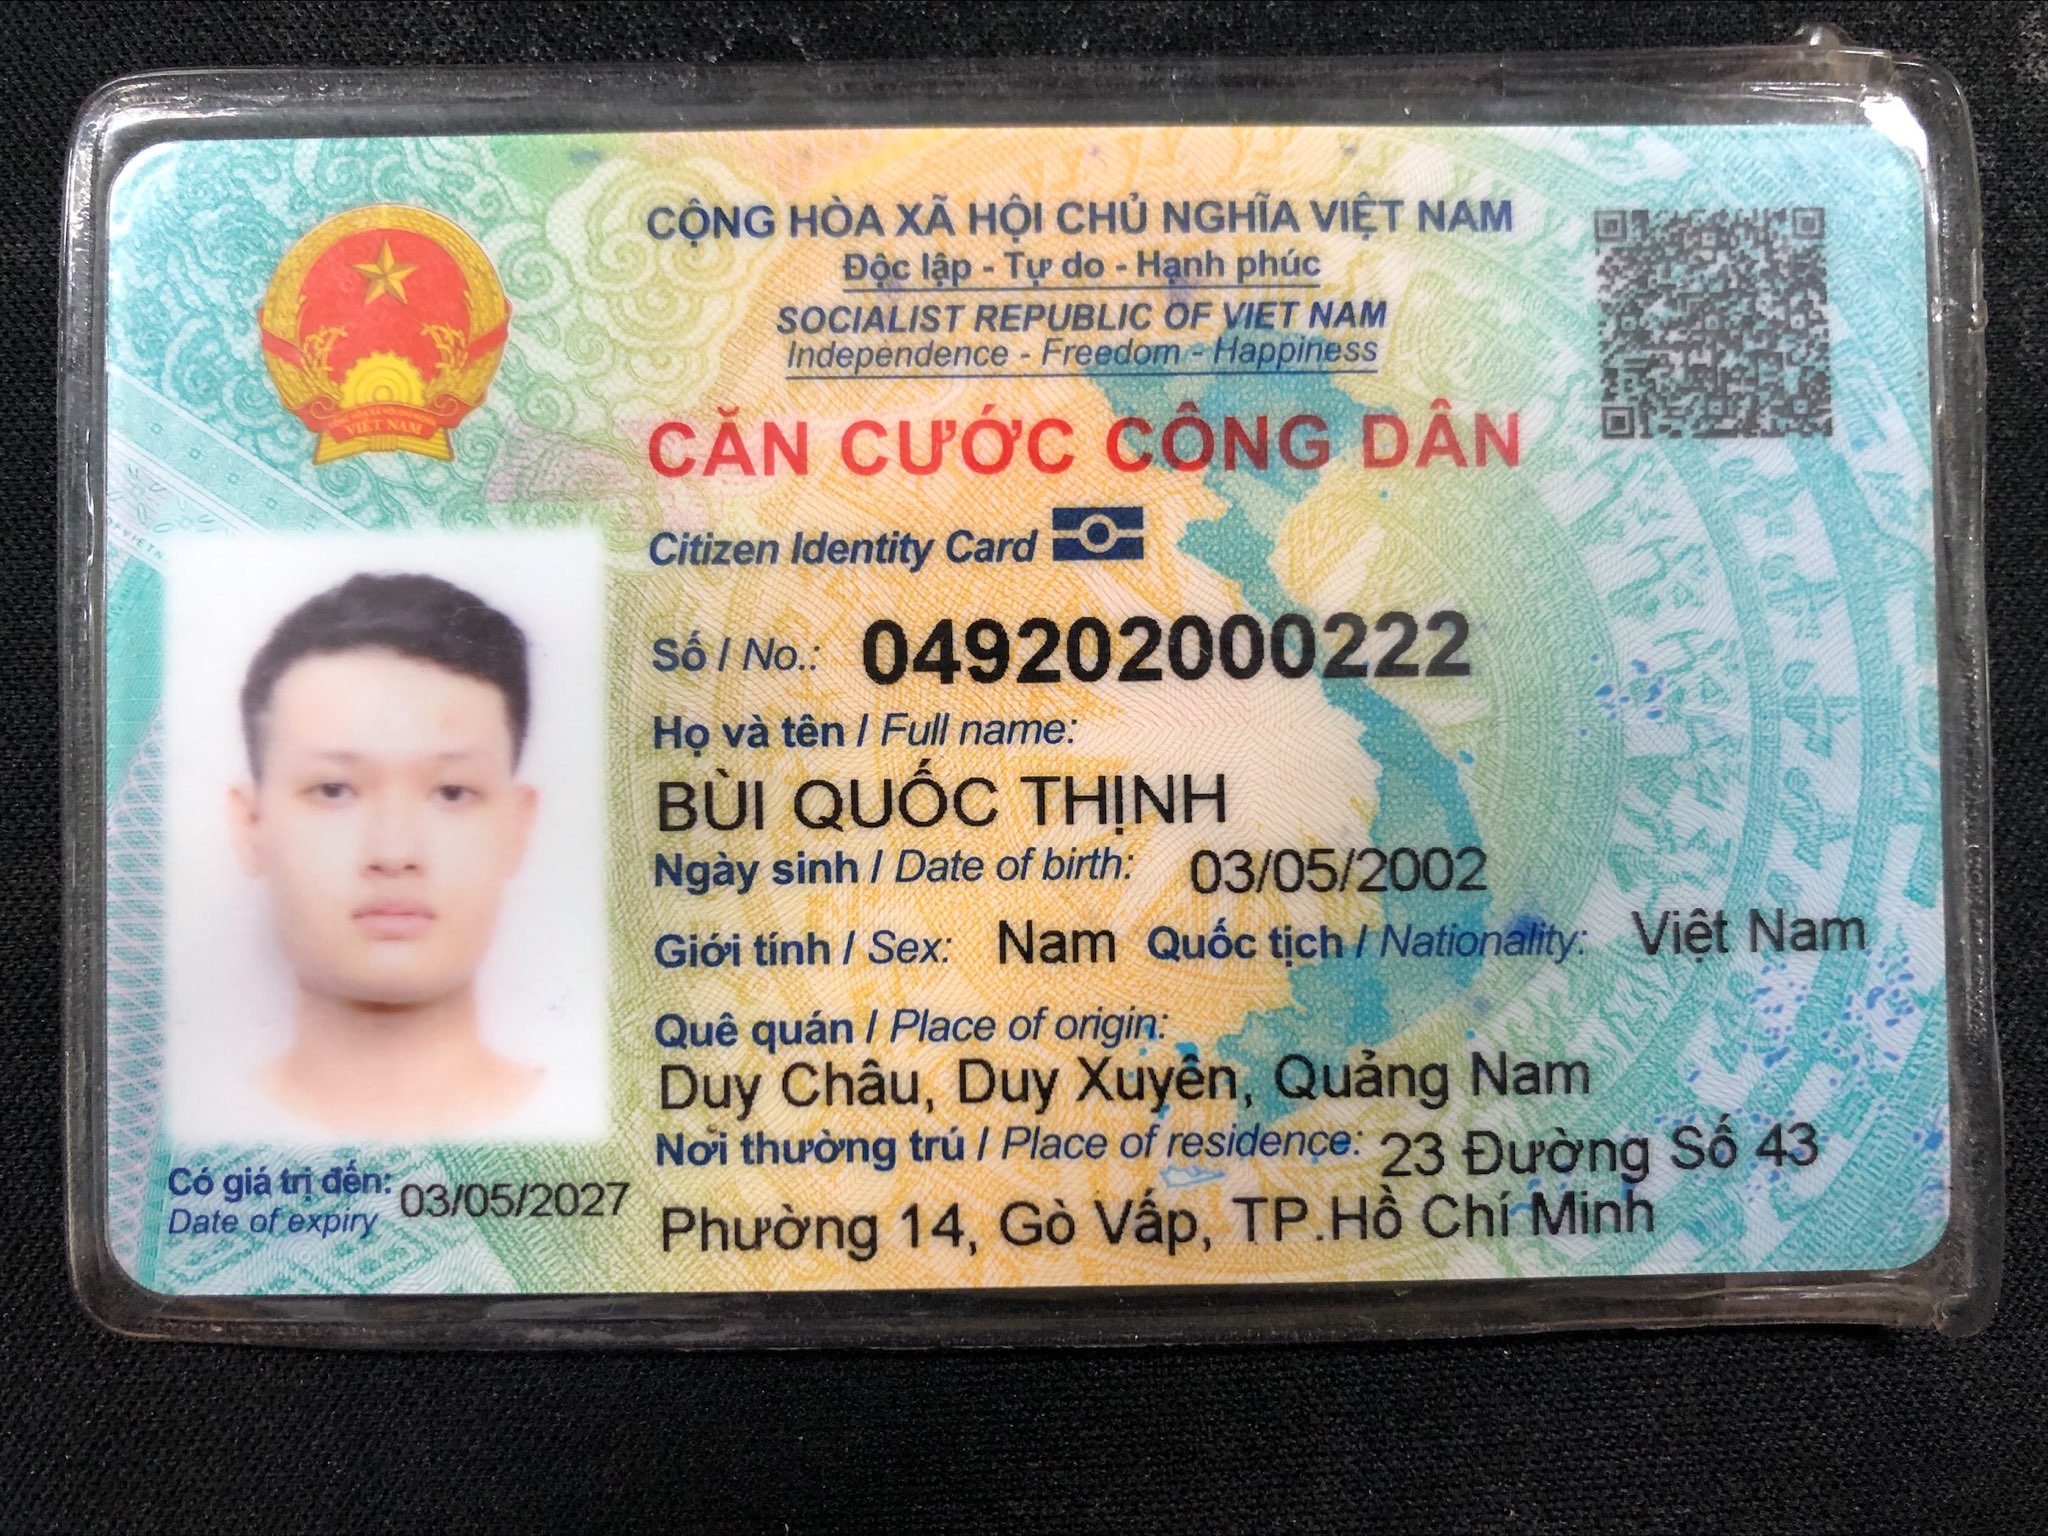 CỘNG HÒA XÃ HỘI CHỦ NGHĨA VIỆT NAM
Độc lập - Tự do - Hạnh phúc
SOCIALIST REPUBLIC OF VIET NAM
Independence - Freedom - Happiness
VIỆT NAM
CĂN CƯỚC CÔNG DÂN
Citizen Identity Card
Số / No.: 049202000222
Họ và tên / Full name:
BÙI QUỐC THỊNH
Ngày sinh / Date of birth: 03/05/2002
Giới tính / Sex: Nam Quốc tịch / Nationality: Việt Nam
Quê quán / Place of origin:
Duy Châu, Duy Xuyên, Quảng Nam
Nơi thường trú / Place of residence: 23 Đường Số 43
Phường 14, Gò Vấp, TP.Hồ Chí Minh
Có giá trị đến: 03/05/2027
Date of expiry